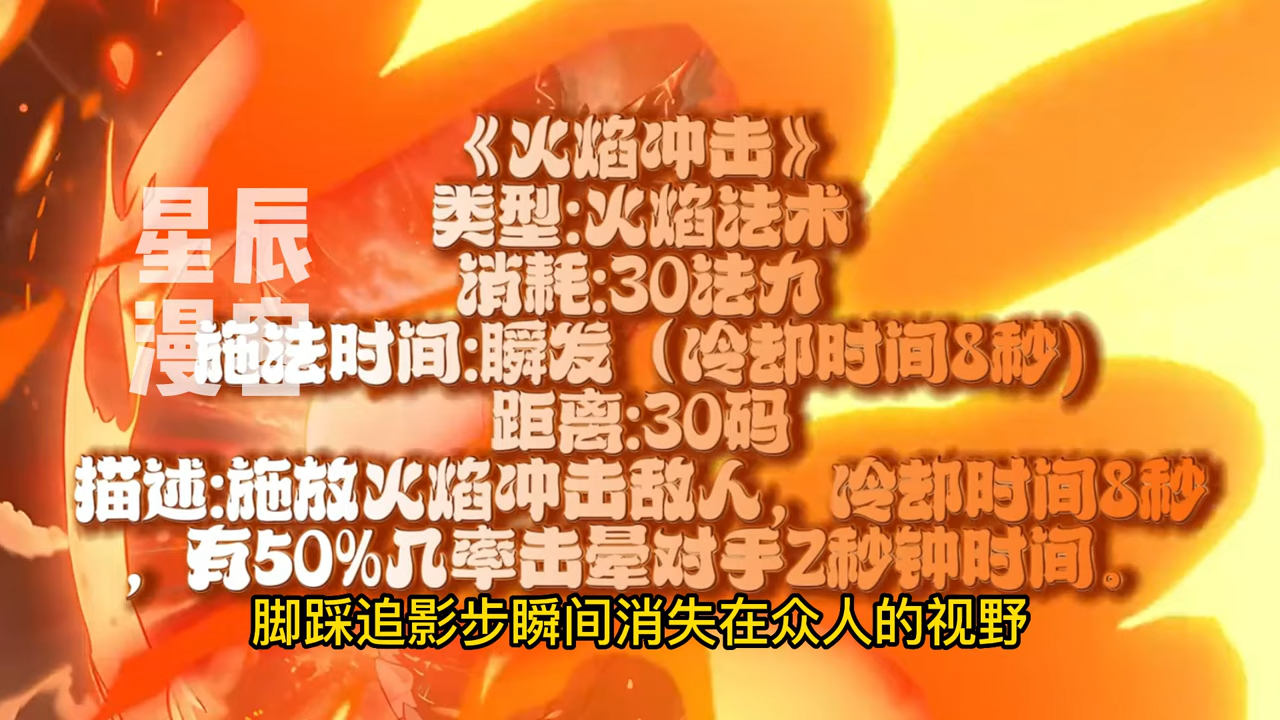 《火焰冲击》
类型:火焰法术
星辰
消耗:30法力
漫
施法时间:瞬发（冷却时间8秒)
距离:30码
描述:施放火焰冲击敌人，冷却时间8秒
，有50%几率击晕对手2秒钟时间。
脚踩追影步瞬间消失在众人的视野